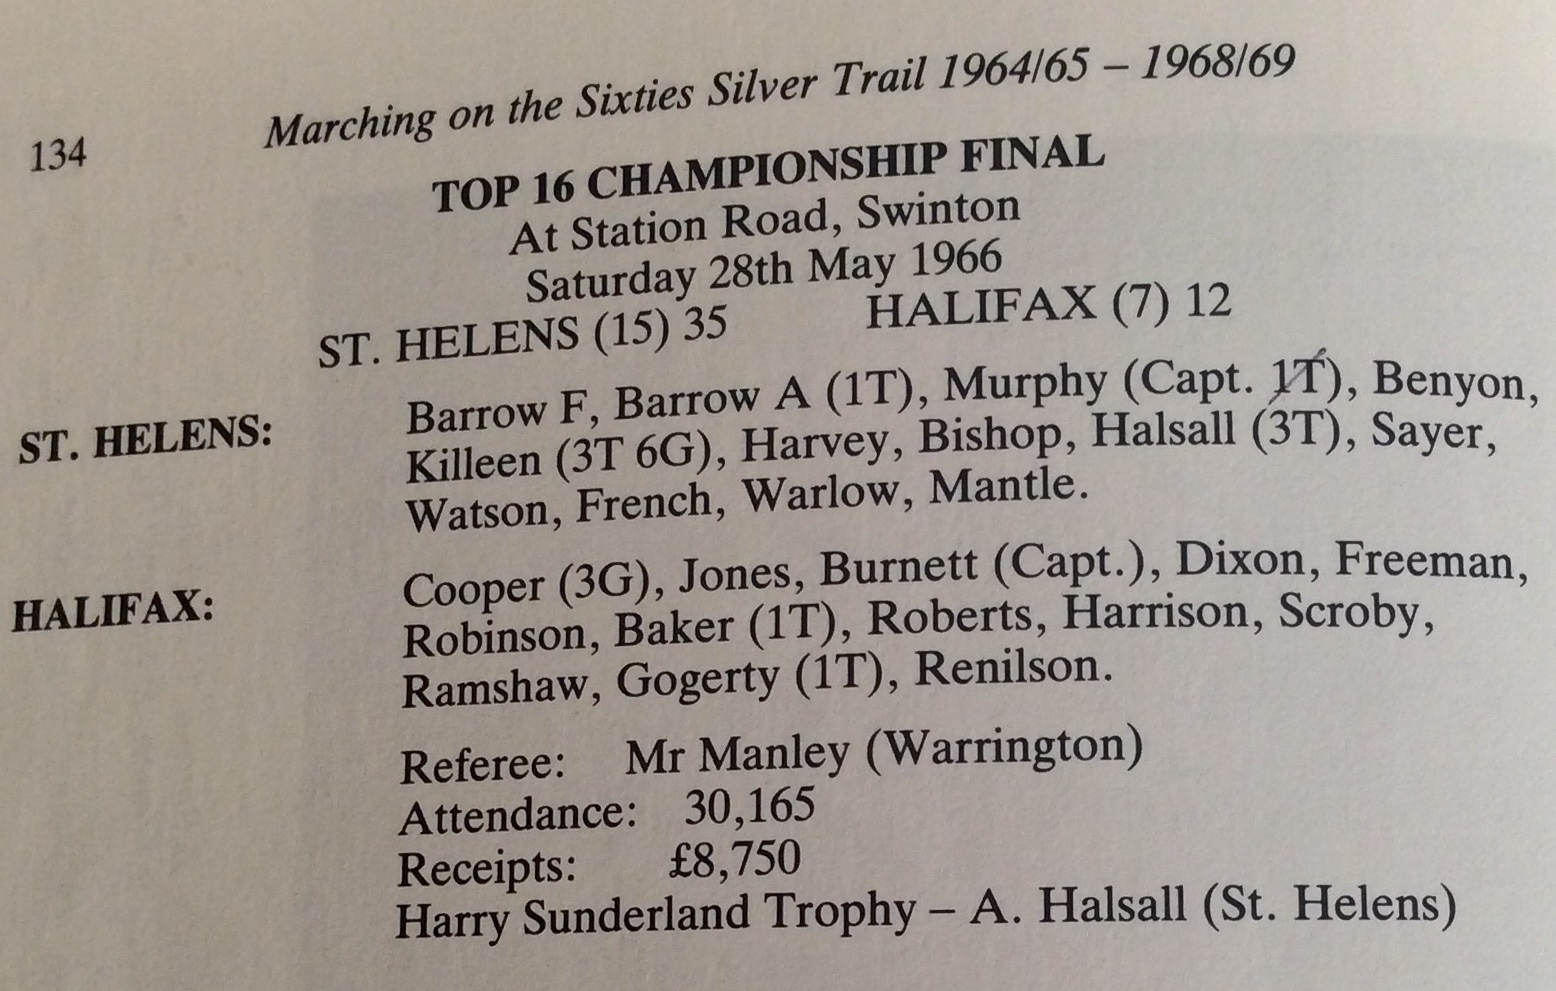 134
Marching on the Sixties Silver Trail 1964/65 – 1968/69
TOP 16 CHAMPIONSHIP FINAL
At Station Road, Swinton
Saturday 28th May 1966
ST. HELENS (15) 35 HALIFAX (7) 12
ST. HELENS: Barrow F, Barrow A (1T), Murphy (Capt. 1T), Benyon,
Killeen (3T 6G), Harvey, Bishop, Halsall (3T), Sayer,
Watson, French, Warlow, Mantle.
HALIFAX: Cooper (3G), Jones, Burnett (Capt.), Dixon, Freeman,
Robinson, Baker (1T), Roberts, Harrison, Scroby,
Ramshaw, Gogerty (1T), Renilson.
Referee: Mr Manley (Warrington)
Attendance: 30,165
Receipts: £8,750
Harry Sunderland Trophy – A. Halsall (St. Helens)